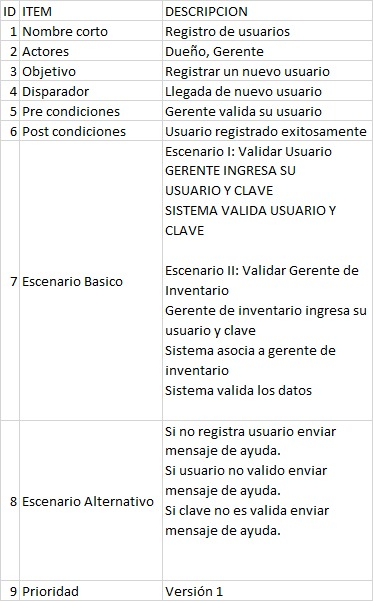 ID ITEM DESCRIPCION
1 Nombre corto Registro de usuarios
2 Actores Dueño, Gerente
3 Objetivo Registrar un nuevo usuario
4 Disparador Llegada de nuevo usuario
5 Pre condiciones Gerente valida su usuario
6 Post condiciones Usuario registrado exitosamente
7 Escenario Basico
Escenario I: Validar Usuario
GERENTE INGRESA SU
USUARIO Y CLAVE
SISTEMA VALIDA USUARIO Y
CLAVE
Escenario II: Validar Gerente de
Inventario
Gerente de inventario ingresa su
usuario y clave
Sistema asocia a gerente de
inventario
Sistema valida los datos
8 Escenario Alternativo
Si no registra usuario enviar
mensaje de ayuda.
Si usuario no valido enviar
mensaje de ayuda.
Si clave no es valida enviar
mensaje de ayuda.
9 Prioridad Versión 1